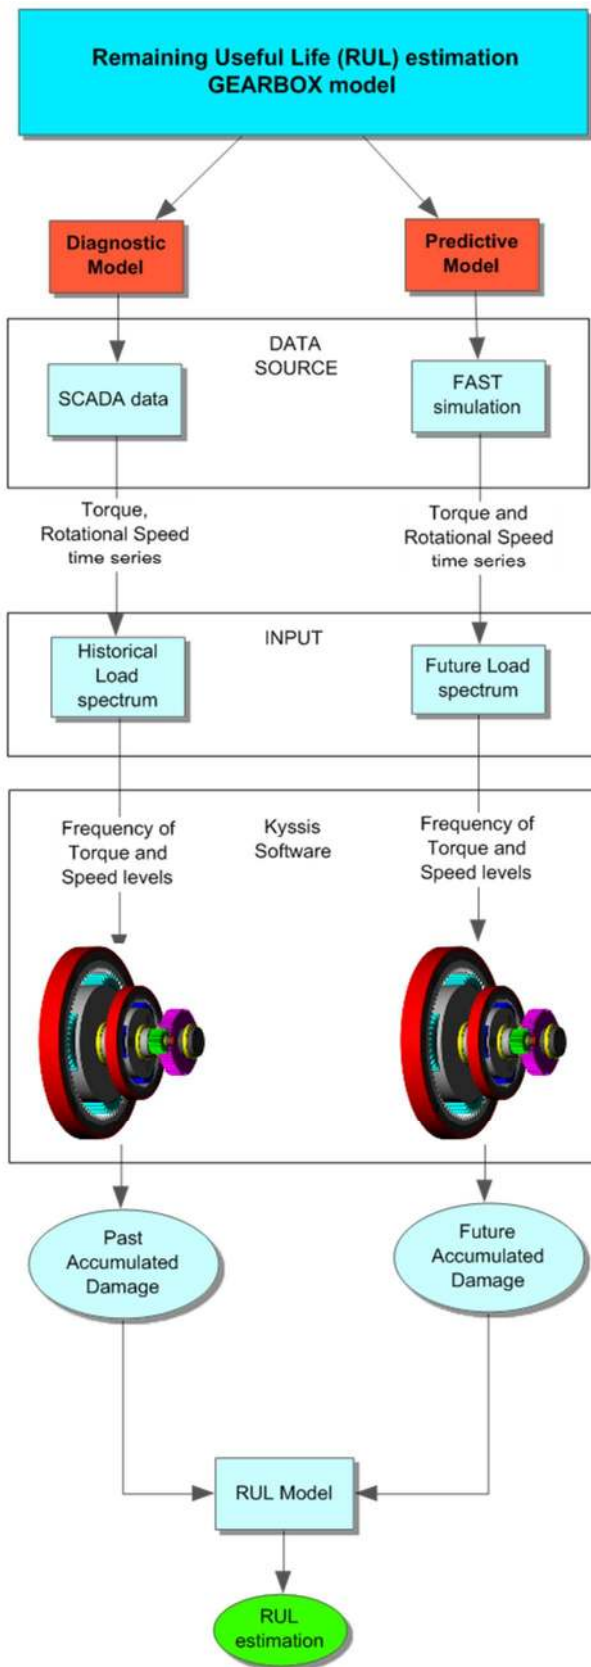 Remaining Useful Life (RUL) estimation
GEARBOX model
Diagnostic
Model
Predictive
Model
DATA
SOURCE
SCADA data
FAST
simulation
Torque,
Rotational Speed
time series
Torque and
Rotational Speed
time series
INPUT
Historical
Load
spectrum
Future Load
spectrum
Kyssis
Software
Frequency of
Torque and
Speed levels
Frequency of
Torque and
Speed levels
Past
Accumulated
Damage
Future
Accumulated
Damage
RUL Model
RUL
estimation